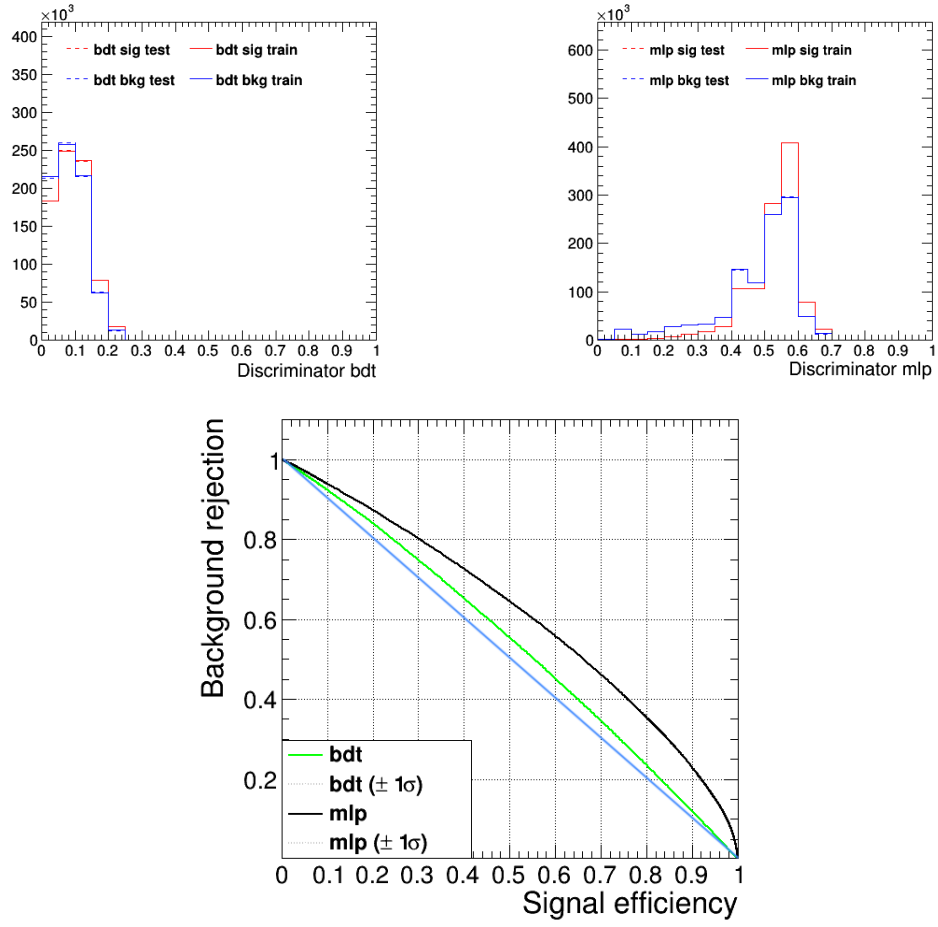 ×10³
400
350
300
250
200
150
100
50
0
bdt sig test bdt sig train
bdt bkg test bdt bkg train
0 0.1 0.2 0.3 0.4 0.5 0.6 0.7 0.8 0.9 1
Discriminator bdt
×10³
600
500
400
300
200
100
0
mlp sig test mlp sig train
mlp bkg test mlp bkg train
0 0.1 0.2 0.3 0.4 0.5 0.6 0.7 0.8 0.9 1
Discriminator mlp
Background rejection
1
0.8
0.6
0.4
0.2
bdt
bdt (± 1σ)
mlp
mlp (± 1σ)
0 0.1 0.2 0.3 0.4 0.5 0.6 0.7 0.8 0.9 1
Signal efficiency